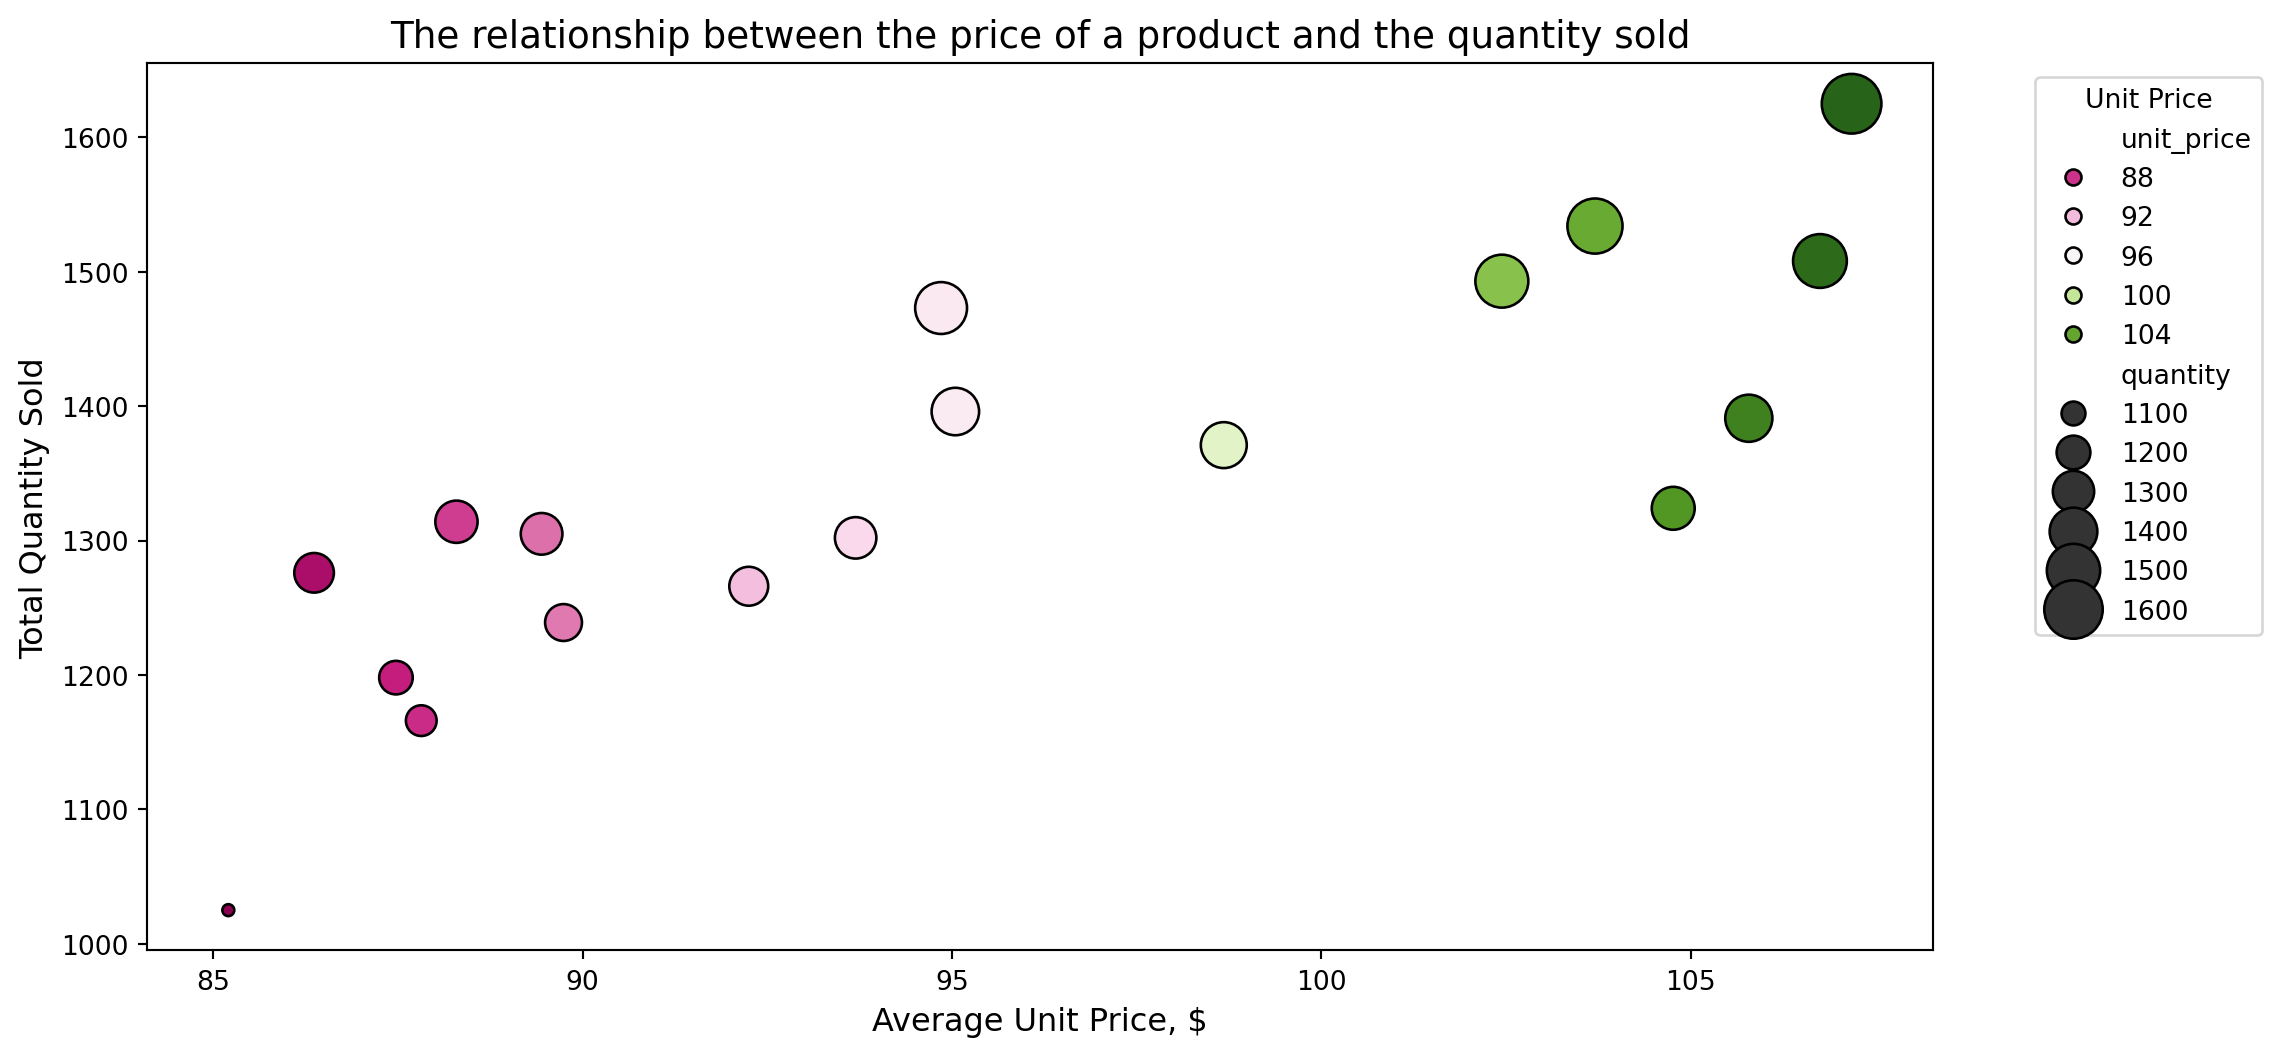 The relationship between the price of a product and the quantity sold
Total Quantity Sold
1600
1500
1400
1300
1200
1100
1000
85 90 95 100 105
Average Unit Price, $
Unit Price
unit_price
88
92
96
100
104
quantity
1100
1200
1300
1400
1500
1600